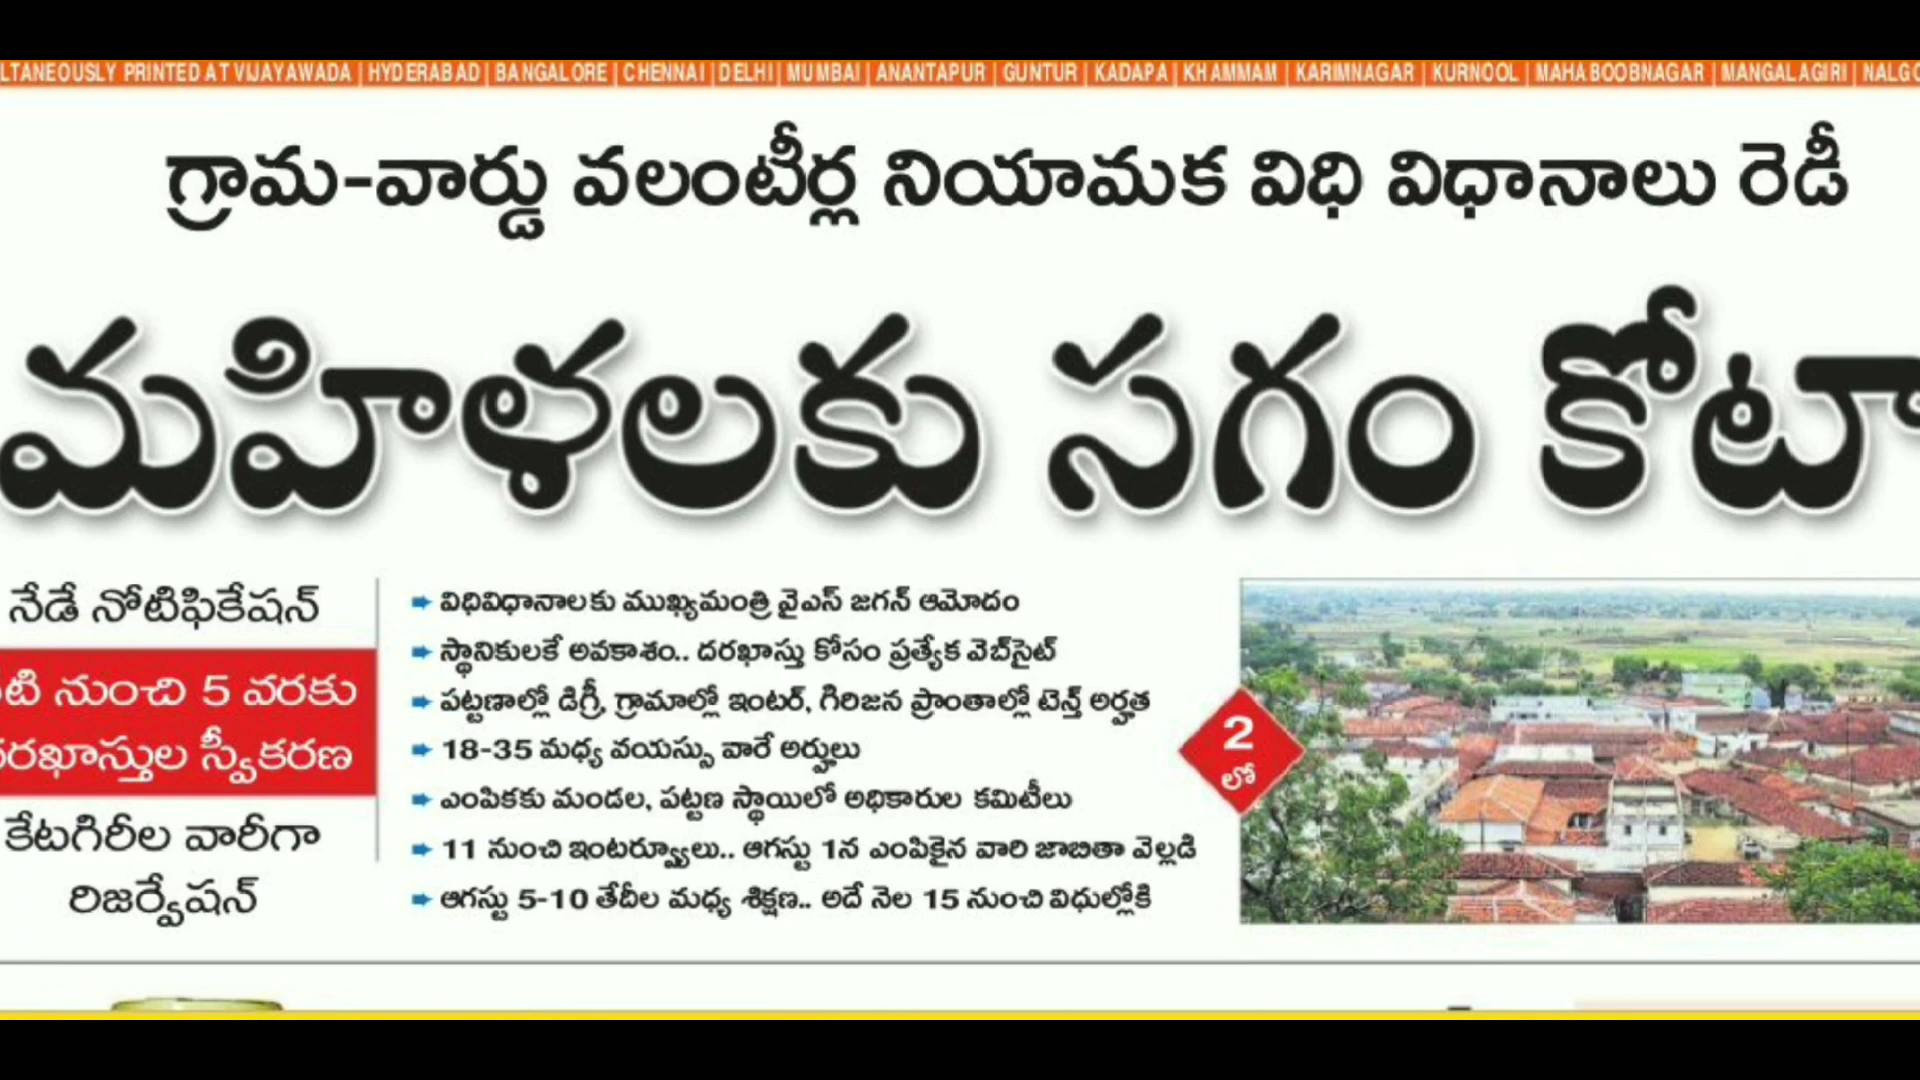 PRINTED AT VIJAYAWADA | HYDERABAD | BANGALORE | CHENNAI | DELHI | MUMBAI | ANANTAPUR | GUNTUR | KADAPA | KHAMMAM | KARIMNAGAR | KURNOOL | MAHABOOBNAGAR | MANGALAGIRI |
గ్రామ-వార్డు వలంటీర్ల నియామక విధి విధానాలు రెడీ
మహిళలకు సగం కోటా
నేడే నోటిఫికేషన్
నుంచి 5 వరకు
స్వీకరణ
కేటగిరీల వారీగా
రిజర్వేషన్
విధివిధానాలకు ముఖ్యమంత్రి వైఎస్ జగన్ ఆమోదం
స్థానికులకే అవకాశం.. దరఖాస్తు కోసం ప్రత్యేక వెబ్‌సైట్
పట్టణాల్లో డిగ్రీ, గ్రామాల్లో ఇంటర్, గిరిజన ప్రాంతాల్లో టెన్త్ అర్హత
18-35 మధ్య వయస్సు వారే అర్హులు
ఎంపికకు మండల, పట్టణ స్థాయిలో అధికారుల కమిటీలు
11 నుంచి ఇంటర్వ్యూలు.. ఆగస్టు 1న ఎంపికైన వారి జాబితా వెల్లడి
ఆగస్టు 5-10 తేదీల మధ్య శిక్షణ.. అదే నెల 15 నుంచి విధుల్లోకి
2
లో